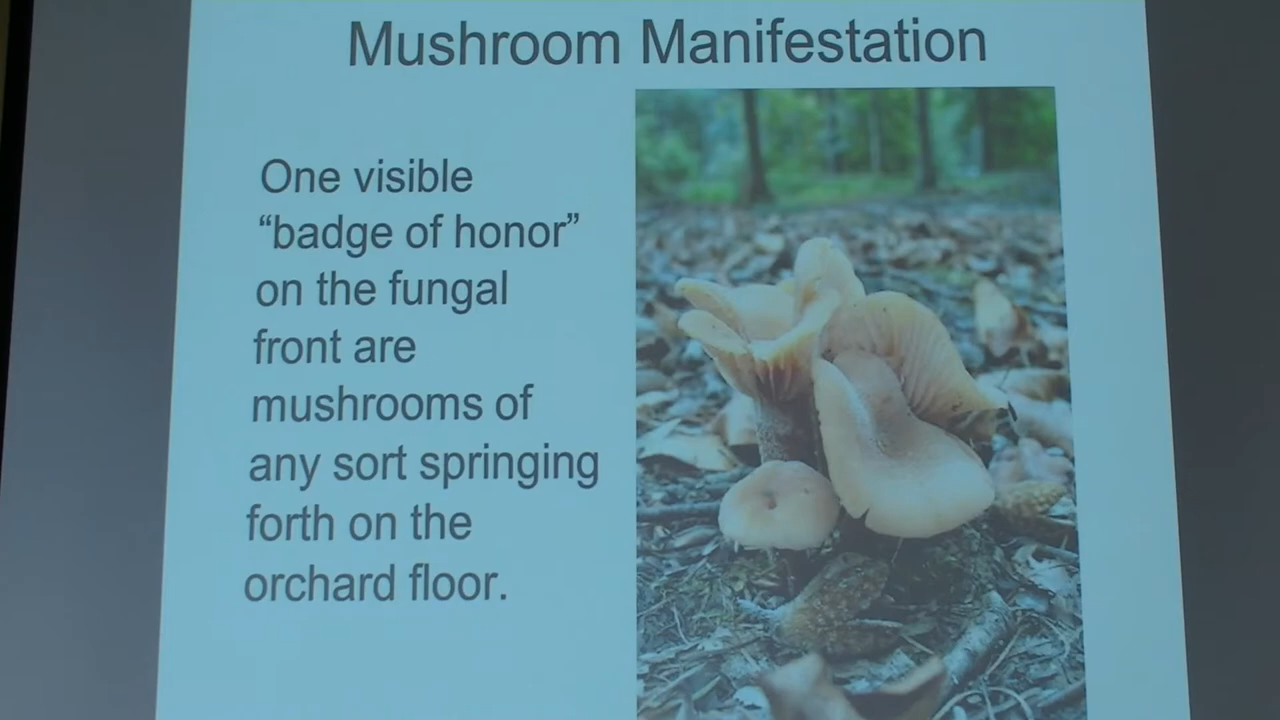 Mushroom Manifestation
One visible
“badge of honor”
on the fungal
front are
mushrooms of
any sort springing
forth on the
orchard floor.